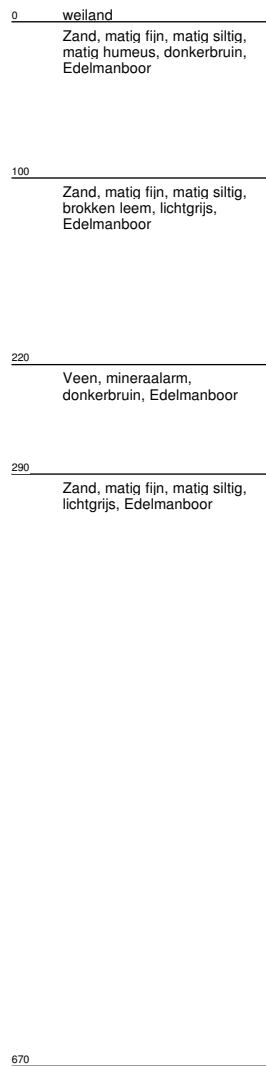 0 weiland
Zand, matig fijn, matig siltig,
matig humeus, donkerbruin,
Edelmanboor
100
Zand, matig fijn, matig siltig,
brokken leem, lichtgrijs,
Edelmanboor
220
Veen, mineraalarm,
donkerbruin, Edelmanboor
290
Zand, matig fijn, matig siltig,
lichtgrijs, Edelmanboor
670